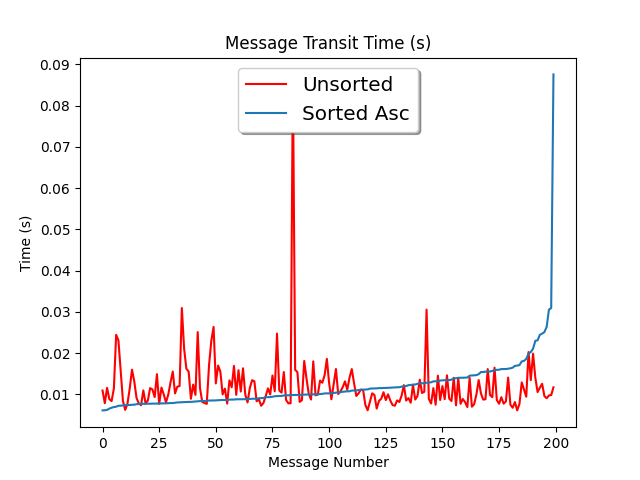 Message Transit Time (s)
Unsorted
Sorted Asc
0.09
0.08
0.07
0.06
0.05
0.04
0.03
0.02
0.01
Time (s)
0 25 50 75 100 125 150 175 200
Message Number